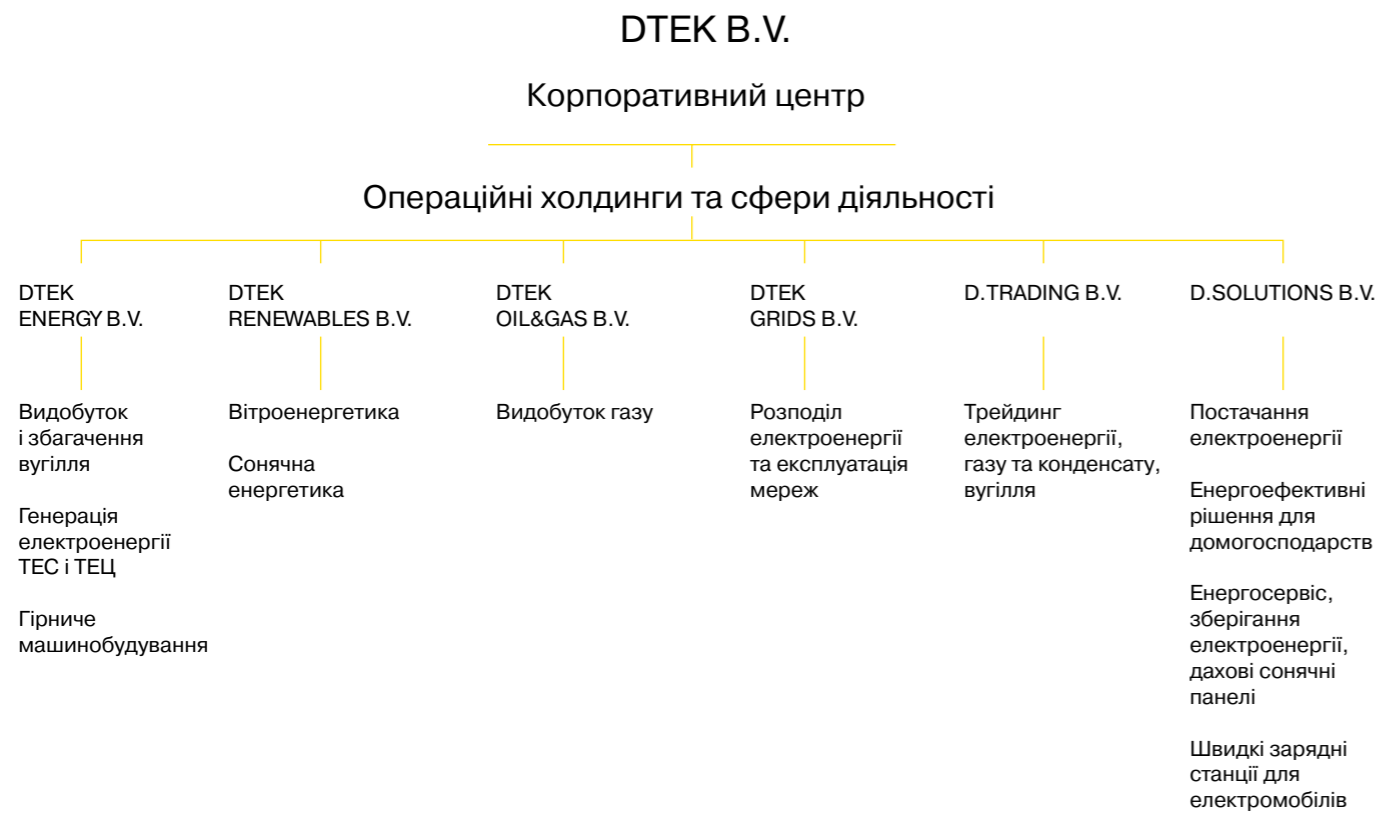 DTEK B.V.
Корпоративний центр
Операційні холдинги та сфери діяльності
DTEK
ENERGY B.V.
Видобуток
і збагачення
вугілля
Генерація
електроенергії
ТЕС і ТЕЦ
Гірниче
машинобудування
DTEK
RENEWABLES B.V.
Вітроенергетика
Сонячна
енергетика
DTEK
OIL&GAS B.V.
Видобуток газу
DTEK
GRIDS B.V.
Розподіл
електроенергії
та експлуатація
мереж
D.TRADING B.V.
Трейдинг
електроенергії,
газу та конденсату,
вугілля
D.SOLUTIONS B.V.
Постачання
електроенергії
Енергоефективні
рішення для
домогосподарств
Енергосервіс,
зберігання
електроенергії,
дахові сонячні
панелі
Швидкі зарядні
станції для
електромобілів